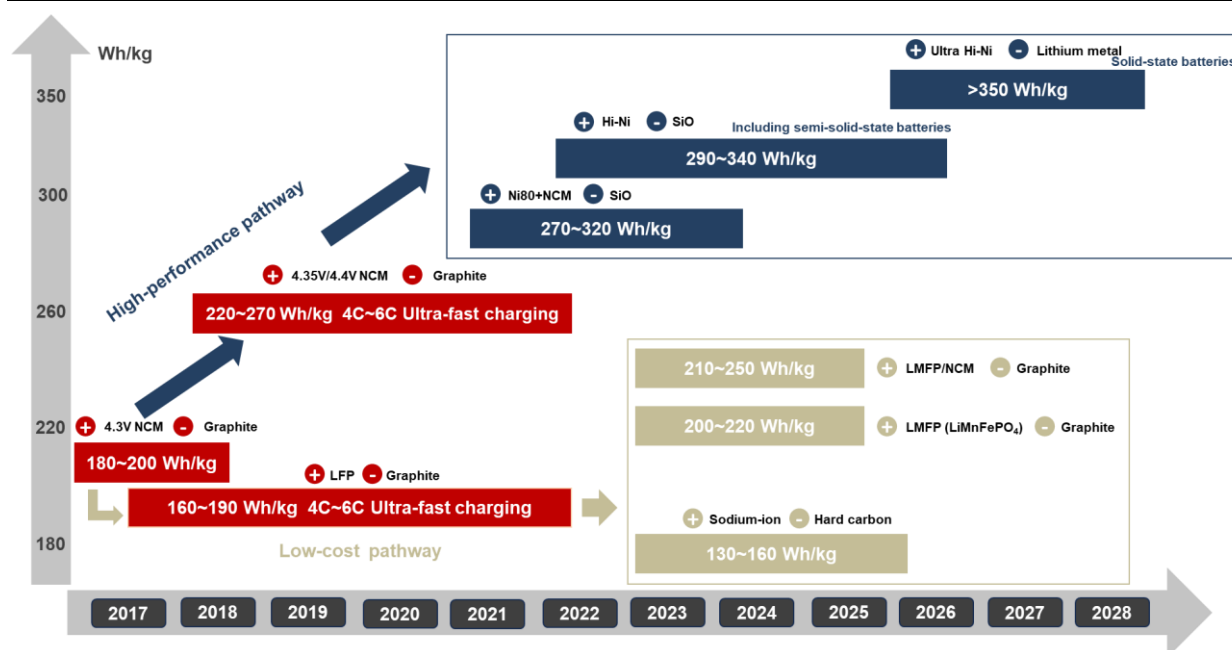 Wh/kg
350
300
260
220
180
High-performance pathway
+ Ultra Hi-Ni - Lithium metal
Solid-state batteries
>350 Wh/kg
+ Hi-Ni - SiO
Including semi-solid-state batteries
290~340 Wh/kg
+ Ni80+NCM - SiO
270~320 Wh/kg
+ 4.35V/4.4V NCM - Graphite
220~270 Wh/kg 4C~6C Ultra-fast charging
210~250 Wh/kg + LMFP/NCM - Graphite
200~220 Wh/kg + LMFP (LiMnFePO₄) - Graphite
+ 4.3V NCM - Graphite
180~200 Wh/kg
+ LFP - Graphite
160~190 Wh/kg 4C~6C Ultra-fast charging
Low-cost pathway
+ Sodium-ion - Hard carbon
130~160 Wh/kg
2017 2018 2019 2020 2021 2022 2023 2024 2025 2026 2027 2028